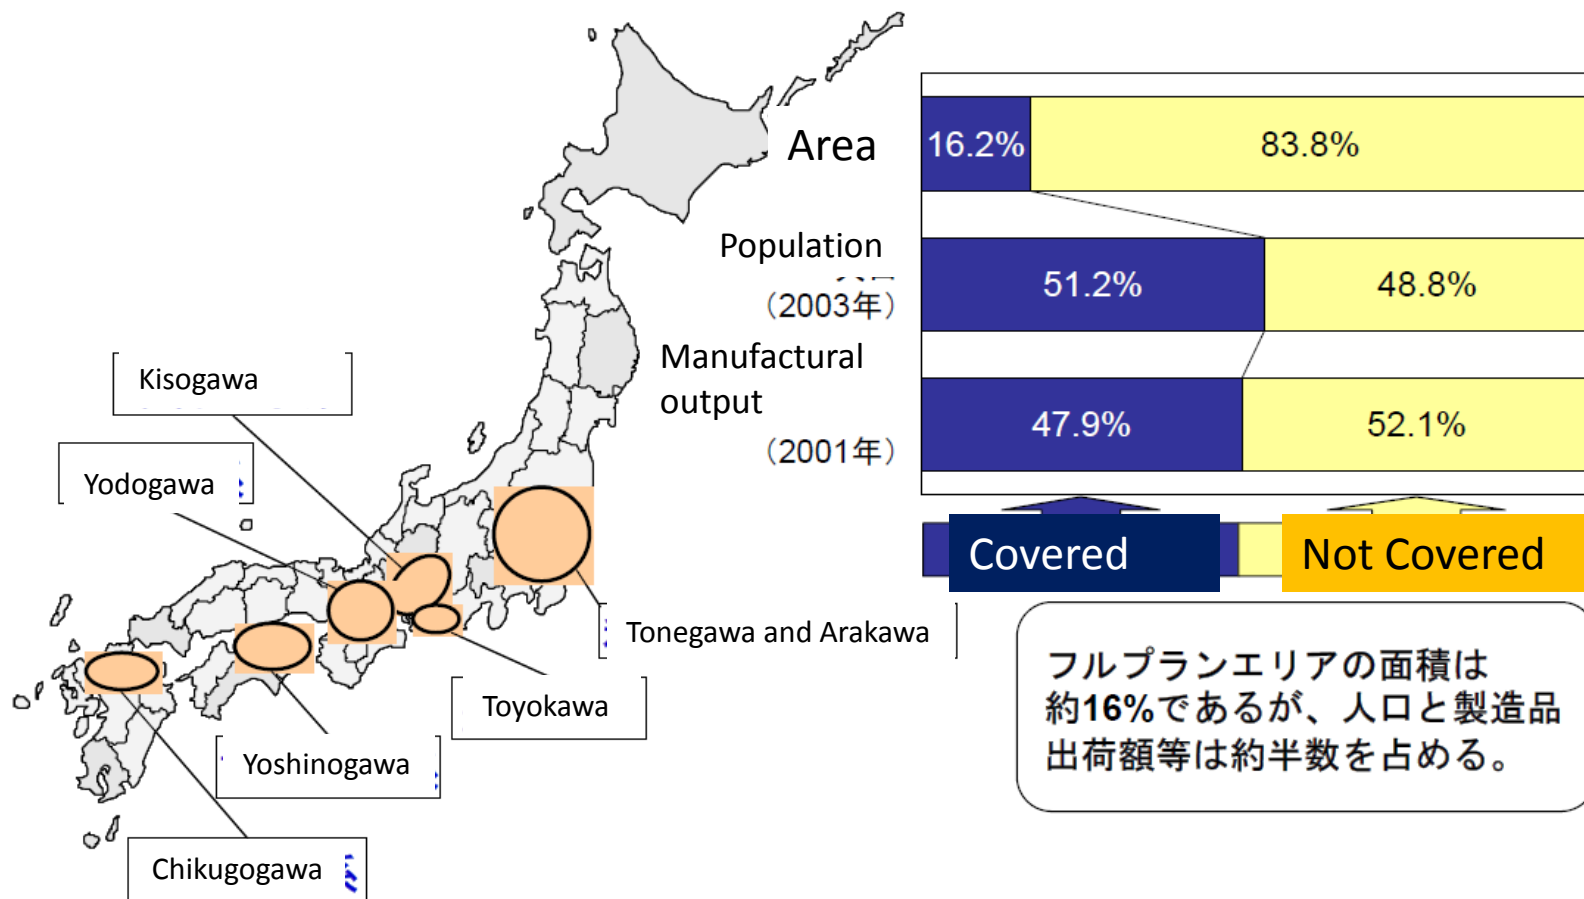 Area
16.2%
83.8%
Population
(2003年)
51.2%
48.8%
Manufactural
output
(2001年)
47.9%
52.1%
Covered
Not Covered
Kisogawa
Yodogawa
Tonegawa and Arakawa
Toyokawa
Yoshinogawa
Chikugogawa
フルプランエリアの面積は
約16%であるが、人口と製造品
出荷額等は約半数を占める。